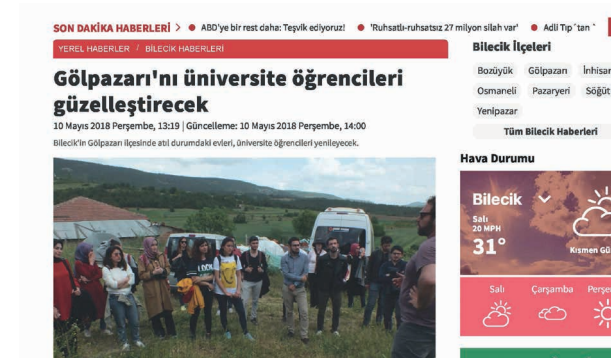 SON DAKİKA HABERLERİ > ABD'ye bir rest daha: Teşvik ediyoruz! 'Ruhsatlı-ruhsatsız 27 milyon silah var' Adli Tıp'tan
YEREL HABERLER / BİLECİK HABERLERİ
Gölpazarı'nı üniversite öğrencileri
güzelleştirecek
10 Mayıs 2018 Perşembe, 13:19 | Güncelleme: 10 Mayıs 2018 Perşembe, 14:00
Bilecik'in Gölpazarı ilçesinde atıl durumdaki evleri, üniversite öğrencileri yenileyecek.
Bilecik İlçeleri
Bozüyük Gölpazarı İnhisar
Osmaneli Pazaryeri Söğüt
Yenipazar
Tüm Bilecik Haberleri
Hava Durumu
Bilecik
Salı
20 MPH
31°
Kısmen Gü
Salı Çarşamba Perşe